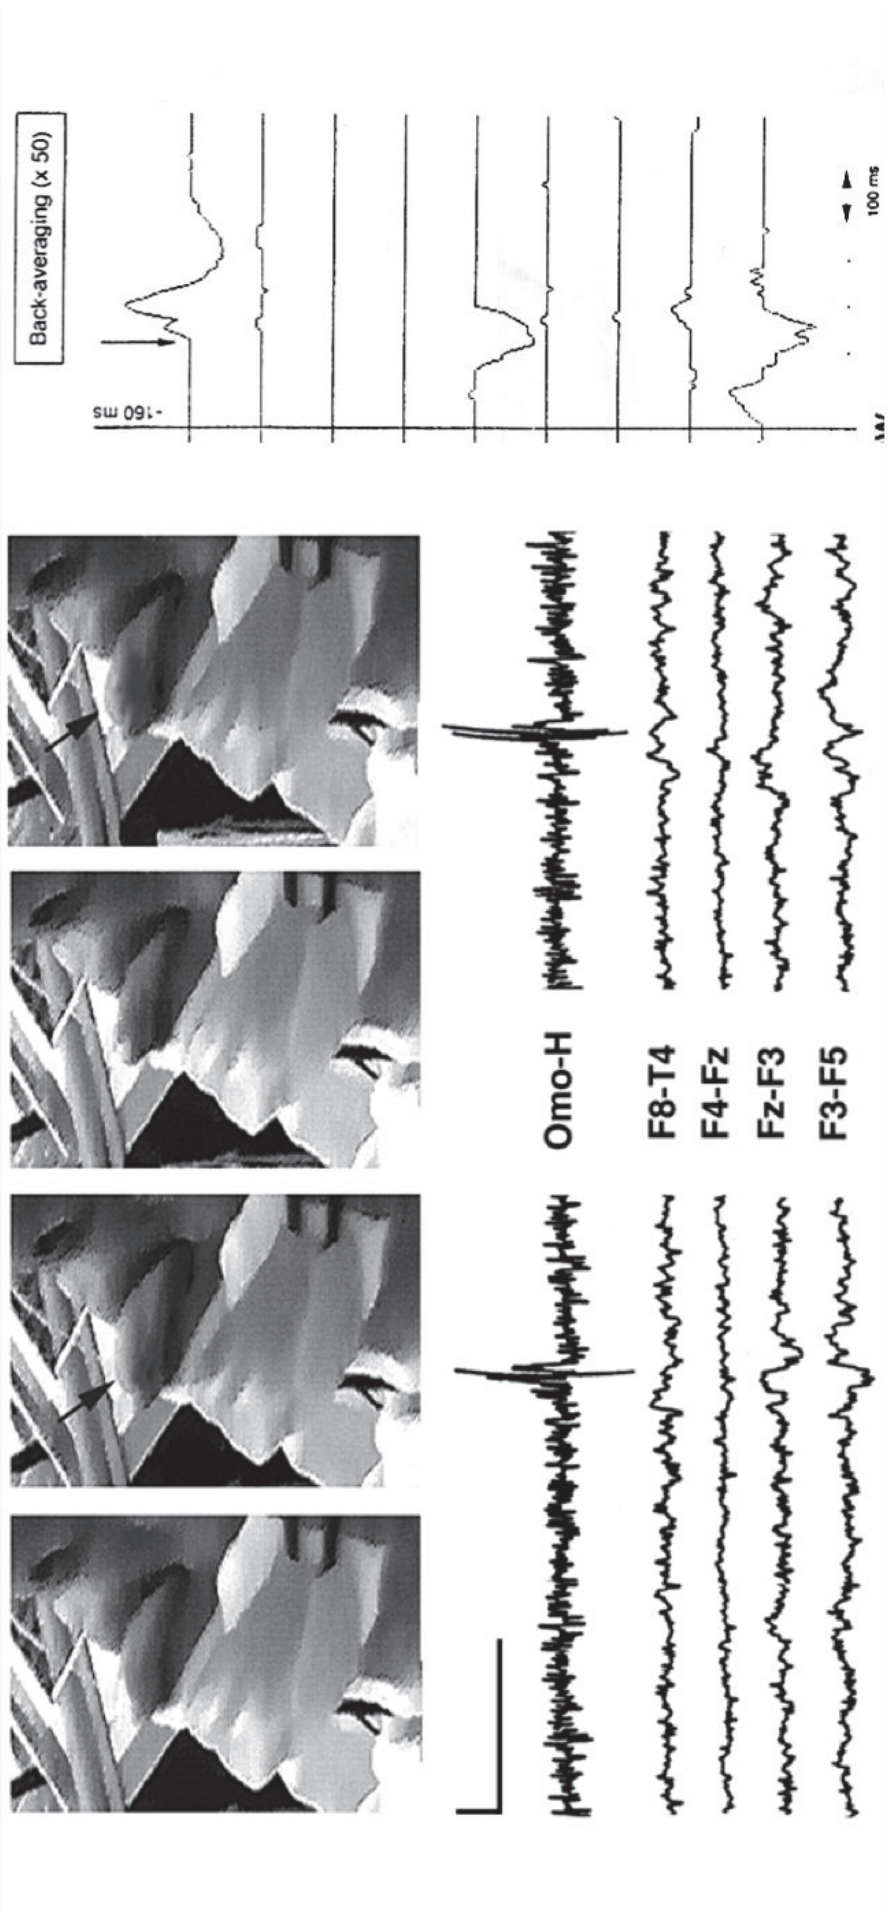 Back-averaging (x 50)
-160 ms
100 ms
Omo-H
F8-T4
F4-Fz
Fz-F3
F3-F5